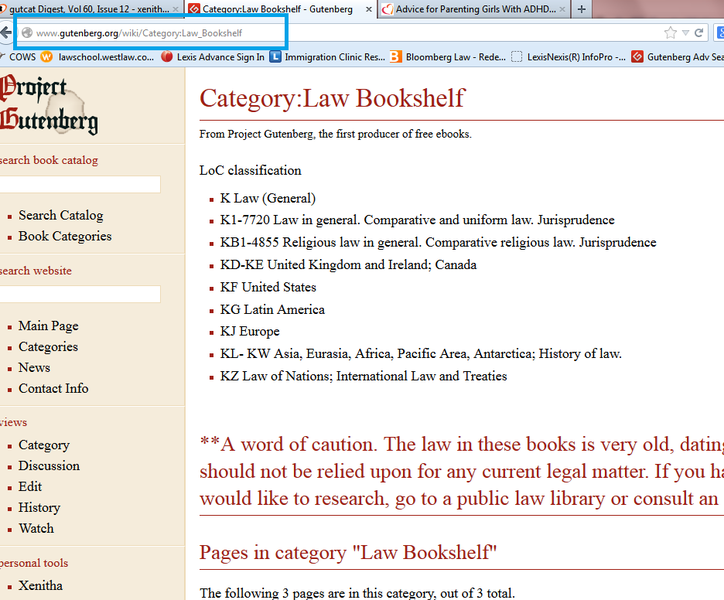 gutcat Digest, Vol 60, Issue 12 - xenith... × Category:Law Bookshelf - Gutenberg × Advice for Parenting Girls With ADHD... × +
www.gutenberg.org/wiki/Category:Law_Bookshelf
COWS lawschool.westlaw.co... Lexis Advance Sign In Immigration Clinic Res... Bloomberg Law - Rede... LexisNexis(R) InfoPro -... Gutenberg Adv Sea
Project
Gutenberg
search book catalog
Search Catalog
Book Categories
search website
Main Page
Categories
News
Contact Info
views
Category
Discussion
Edit
History
Watch
personal tools
Xenitha
Category:Law Bookshelf
From Project Gutenberg, the first producer of free ebooks.
LoC classification
K Law (General)
K1-7720 Law in general. Comparative and uniform law. Jurisprudence
KB1-4855 Religious law in general. Comparative religious law. Jurisprudence
KD-KE United Kingdom and Ireland; Canada
KF United States
KG Latin America
KJ Europe
KL- KW Asia, Eurasia, Africa, Pacific Area, Antarctica; History of law.
KZ Law of Nations; International Law and Treaties
**A word of caution. The law in these books is very old, dating
should not be relied upon for any current legal matter. If you ha
would like to research, go to a public law library or consult an
Pages in category "Law Bookshelf"
The following 3 pages are in this category, out of 3 total.